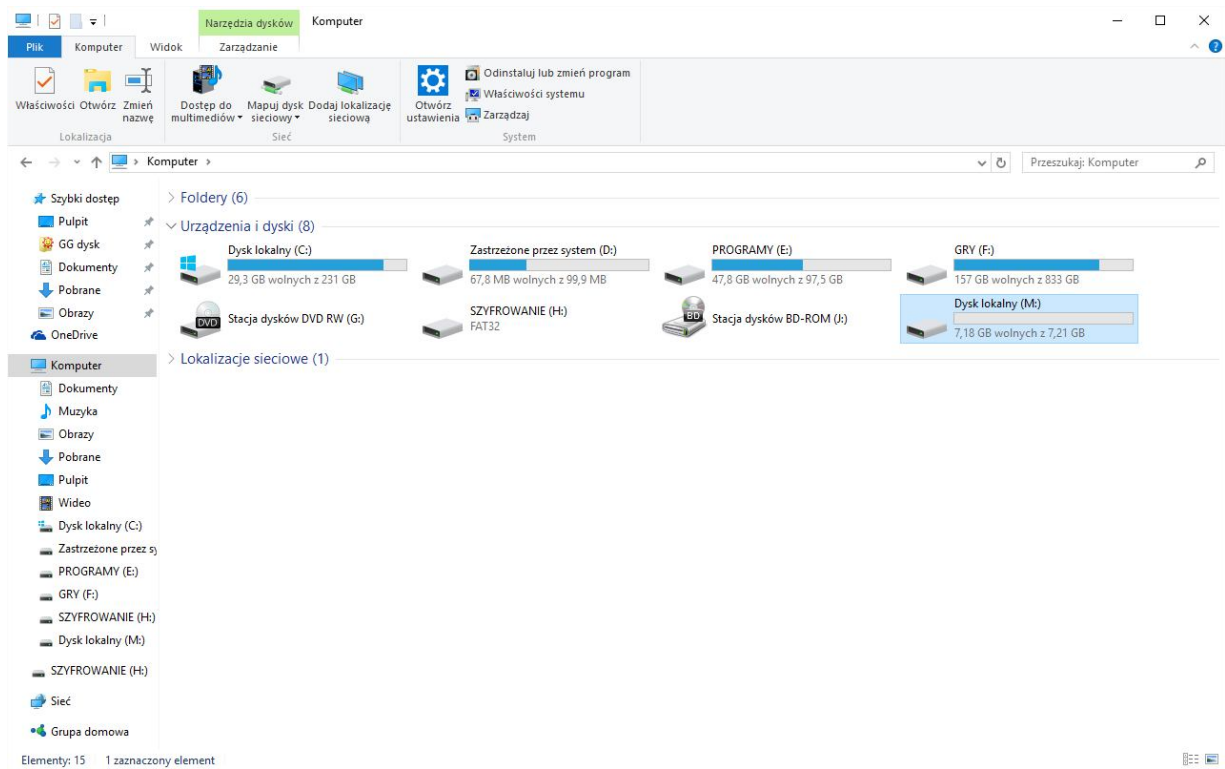 Narzędzia dysków
Komputer
Plik
Komputer
Widok
Zarządzanie
Właściwości
Otwórz
Zmień
nazwę
Dostęp do
multimediów
Mapuj dysk
sieciowy
Dodaj lokalizację
sieciową
Otwórz
ustawienia
Odinstaluj lub zmień program
Właściwości systemu
Zarządzaj
Lokalizacja
Sieć
System
Komputer
Przeszukaj: Komputer
Szybki dostęp
Pulpit
GG dysk
Dokumenty
Pobrane
Obrazy
OneDrive
Komputer
Dokumenty
Muzyka
Obrazy
Pobrane
Pulpit
Wideo
Dysk lokalny (C:)
Zastrzeżone przez sy
PROGRAMY (E:)
GRY (F:)
SZYFROWANIE (H:)
Dysk lokalny (M:)
SZYFROWANIE (H:)
Sieć
Grupa domowa
Foldery (6)
Urządzenia i dyski (8)
Dysk lokalny (C:)
29,3 GB wolnych z 231 GB
Zastrzeżone przez system (D:)
67,8 MB wolnych z 99,9 MB
PROGRAMY (E:)
47,8 GB wolnych z 97,5 GB
GRY (F:)
157 GB wolnych z 833 GB
DVD
Stacja dysków DVD RW (G:)
SZYFROWANIE (H:)
FAT32
BD
Stacja dysków BD-ROM (J:)
Dysk lokalny (M:)
7,18 GB wolnych z 7,21 GB
Lokalizacje sieciowe (1)
Elementy: 15
1 zaznaczony element